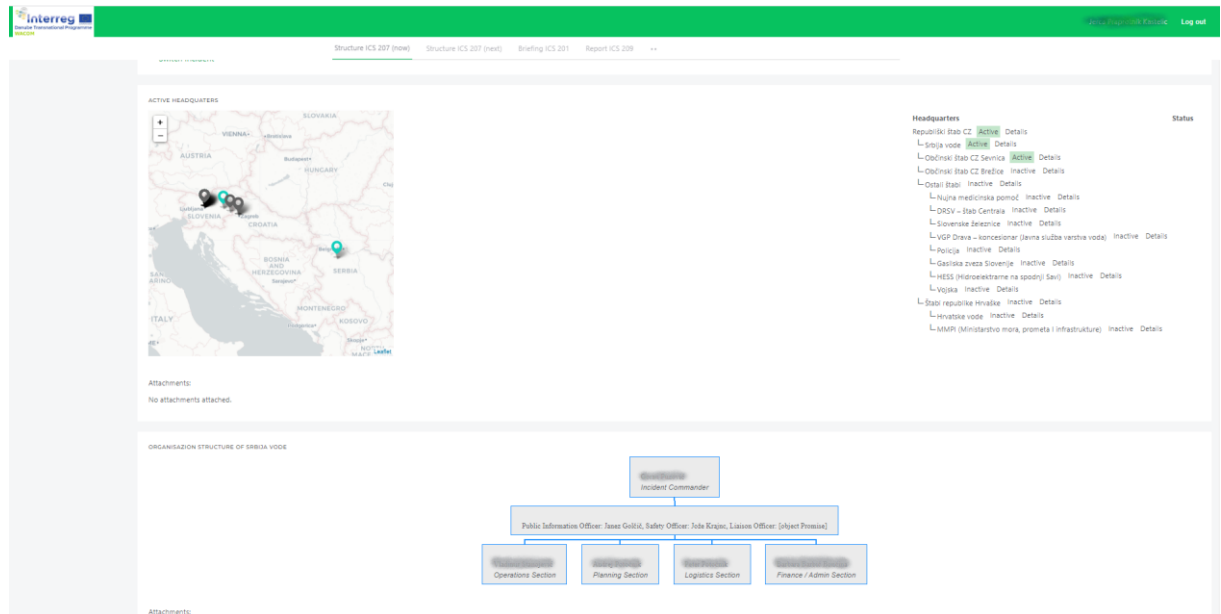 Interreg
Danube Transnational Programme
Log out
Structure ICS 207 (now) Structure ICS 207 (next) Briefing ICS 201 Report ICS 209
ACTIVE HEADQUATERS
+
−
SLOVAKIA
VIENNA
Bratislava
AUSTRIA
Budapest
HUNGARY
Cluj
Ljubljana
SLOVENIA
Zagreb
CROATIA
BOSNIA
AND
HERZEGOVINA
SERBIA
SAN
MARINO
Sarajevo
MONTENEGRO
ITALY
KOSOVO
Podgorica
Skopje
Leaflet
Headquarters Status
Republiški štab CZ Active Details
Srbija vode Active Details
Občinski štab CZ Sevnica Active Details
Občinski štab CZ Brežice Inactive Details
Ostali štabi Inactive Details
Nujna medicinska pomoč Inactive Details
DRSV – štab Centrala Inactive Details
Slovenske železnice Inactive Details
VGP Drava – koncesionar (Javna služba varstva voda) Inactive Details
Policija Inactive Details
Gasilska zveza Slovenije Inactive Details
HESS (Hidroelektrarne na spodnji Savi) Inactive Details
Vojska Inactive Details
Štabi republike Hrvaške Inactive Details
Hrvatske vode Inactive Details
MMPI (Ministarstvo mora, prometa i infrastrukture) Inactive Details
Attachments:
No attachments attached.
ORGANISAZION STRUCTURE OF SRBIJA VODE
Incident Commander
Public Information Officer: Janez Golčič, Safety Officer: Jože Krajnc, Liaison Officer: [object Promise]
Operations Section
Planning Section
Logistics Section
Finance / Admin Section
Attachments: